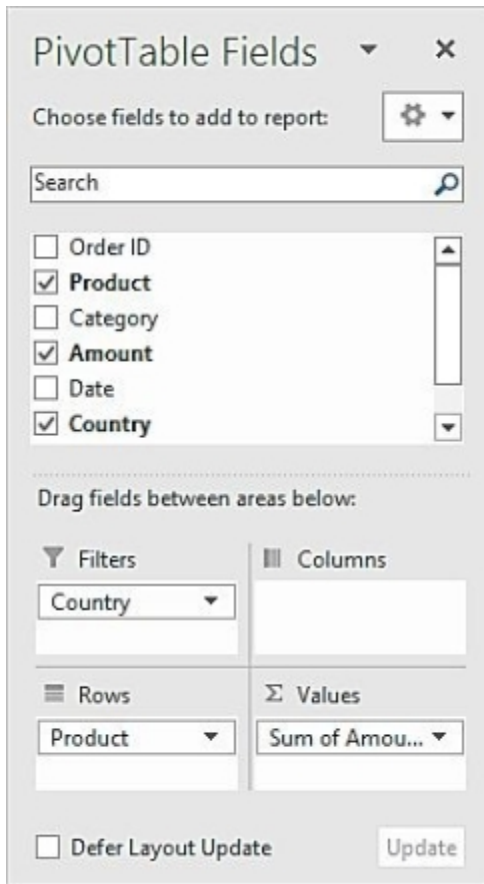 PivotTable Fields
Choose fields to add to report:
Search
Order ID
Product
Category
Amount
Date
Country
Drag fields between areas below:
Filters
Columns
Country
Rows
Σ Values
Product
Sum of Amou...
Defer Layout Update
Update